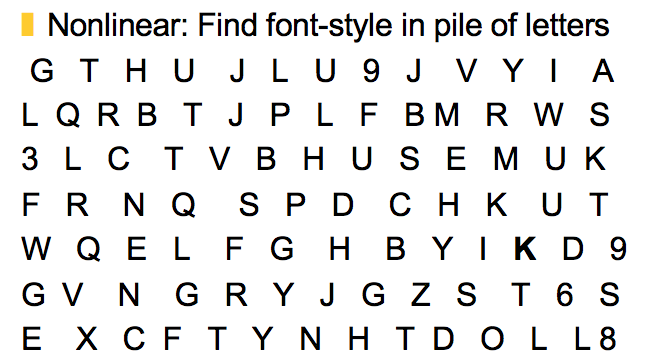 Nonlinear: Find font-style in pile of letters
G T H U J L U 9 J V Y I A
L Q R B T J P L F B M R W S
3 L C T V B H U S E M U K
F R N Q S P D C H K U T
W Q E L F G H B Y I K D 9
G V N G R Y J G Z S T 6 S
E X C F T Y N H T D O L L 8